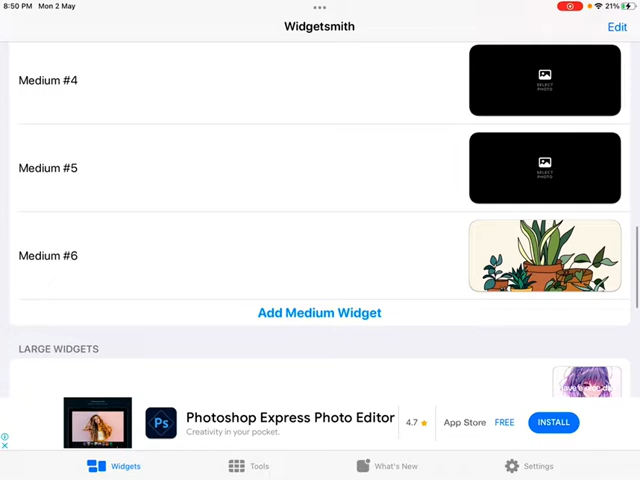 8:50 PM Mon 2 May
21%
Widgetsmith
Edit
Medium #4
SELECT
PHOTO
Medium #5
SELECT
PHOTO
Medium #6
Add Medium Widget
LARGE WIDGETS
Ps
Photoshop Express Photo Editor
Creativity in your pocket.
4.7
App Store
FREE
INSTALL
Widgets
Tools
What's New
Settings